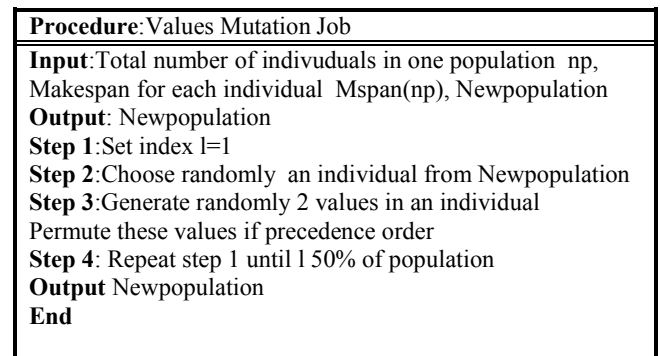 Procedure:Values Mutation Job
Input:Total number of indivuduals in one population np,
Makespan for each individual Mspan(np), Newpopulation
Output: Newpopulation
Step 1:Set index l=1
Step 2:Choose randomly an individual from Newpopulation
Step 3:Generate randomly 2 values in an individual
Permute these values if precedence order
Step 4: Repeat step 1 until l 50% of population
Output Newpopulation
End